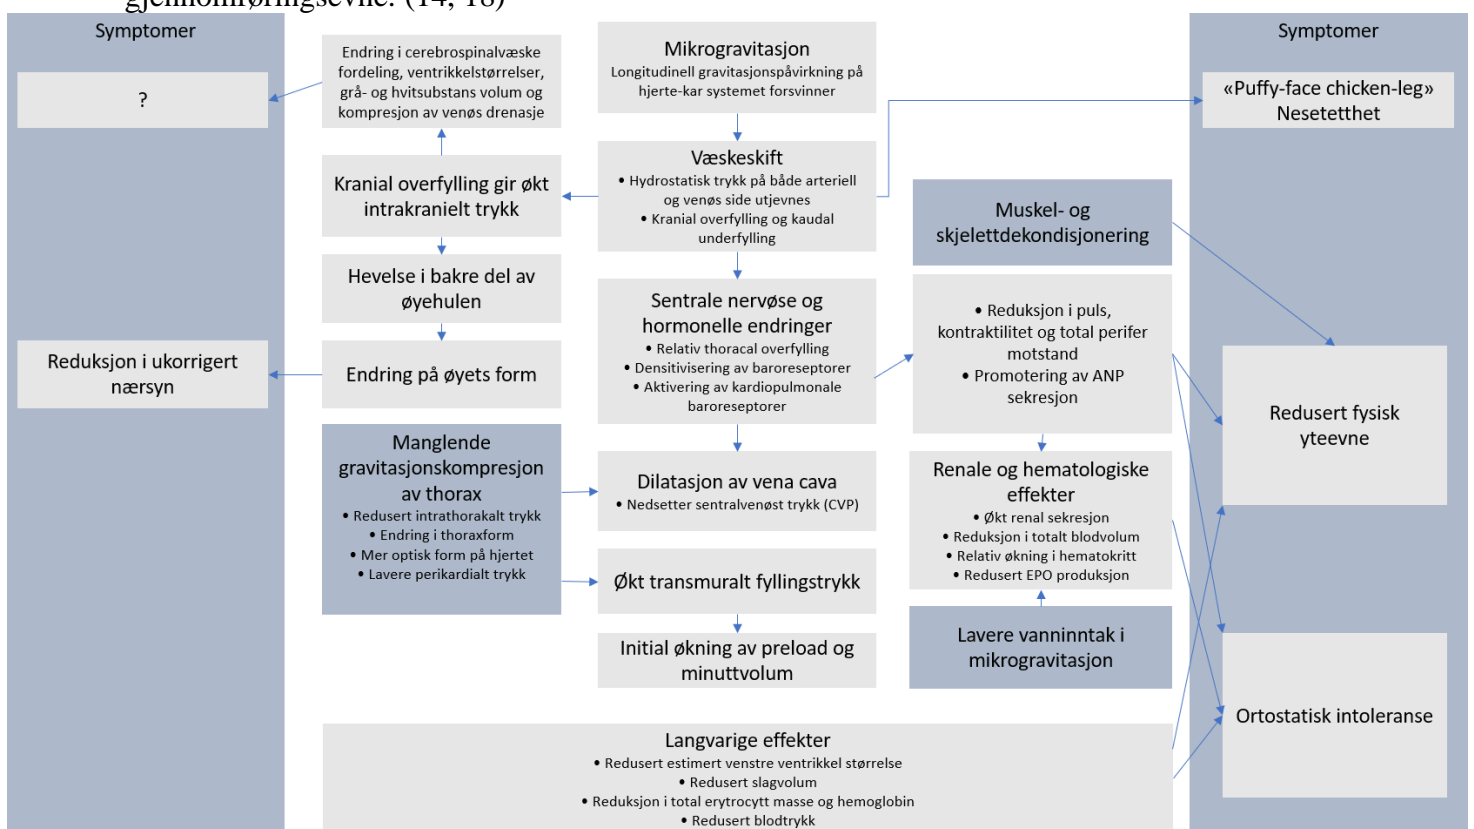 gjennomføringsevne. (14, 18)
Symptomer
?
Reduksjon i ukorrigert
nærsyn
Endring i cerebrospinalvæske
fordeling, ventrikkelstørrelser,
grå- og hvitsubstans volum og
kompresjon av venøs drenasje
Kranial overfylling gir økt
intrakranielt trykk
Hevelse i bakre del av
øyehulen
Endring på øyets form
Manglende
gravitasjonskompresjon
av thorax
• Redusert intrathorakalt trykk
• Endring i thoraxform
• Mer optisk form på hjertet
• Lavere perikardialt trykk
Mikrogravitasjon
Longitudinell gravitasjonspåvirkning på
hjerte-kar systemet forsvinner
Væskeskift
• Hydrostatisk trykk på både arteriell
og venøs side utjevnes
• Kranial overfylling og kaudal
underfylling
Sentrale nervøse og
hormonelle endringer
• Relativ thoracal overfylling
• Densitivisering av baroreseptorer
• Aktivering av kardiopulmonale
baroreseptorer
Dilatasjon av vena cava
• Nedsetter sentralvenøst trykk (CVP)
Økt transmuralt fyllingstrykk
Initial økning av preload og
minuttvolum
Muskel- og
skjelettdekondisjonering
• Reduksjon i puls,
kontraktilitet og total perifer
motstand
• Promotering av ANP
sekresjon
Renale og hematologiske
effekter
• Økt renal sekresjon
• Reduksjon i totalt blodvolum
• Relativ økning i hematokritt
• Redusert EPO produksjon
Lavere vanninntak i
mikrogravitasjon
Langvarige effekter
• Redusert estimert venstre ventrikkel størrelse
• Redusert slagvolum
• Reduksjon i total erytrocytt masse og hemoglobin
• Redusert blodtrykk
Symptomer
«Puffy-face chicken-leg»
Nesetetthet
Redusert fysisk
yteevne
Ortostatisk intoleranse